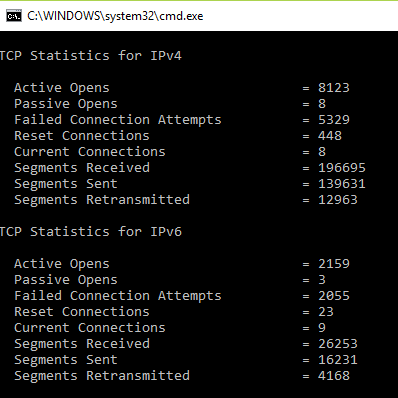 C:\WINDOWS\system32\cmd.exe
TCP Statistics for IPv4
Active Opens = 8123
Passive Opens = 8
Failed Connection Attempts = 5329
Reset Connections = 448
Current Connections = 8
Segments Received = 196695
Segments Sent = 139631
Segments Retransmitted = 12963
TCP Statistics for IPv6
Active Opens = 2159
Passive Opens = 3
Failed Connection Attempts = 2055
Reset Connections = 23
Current Connections = 9
Segments Received = 26253
Segments Sent = 16231
Segments Retransmitted = 4168